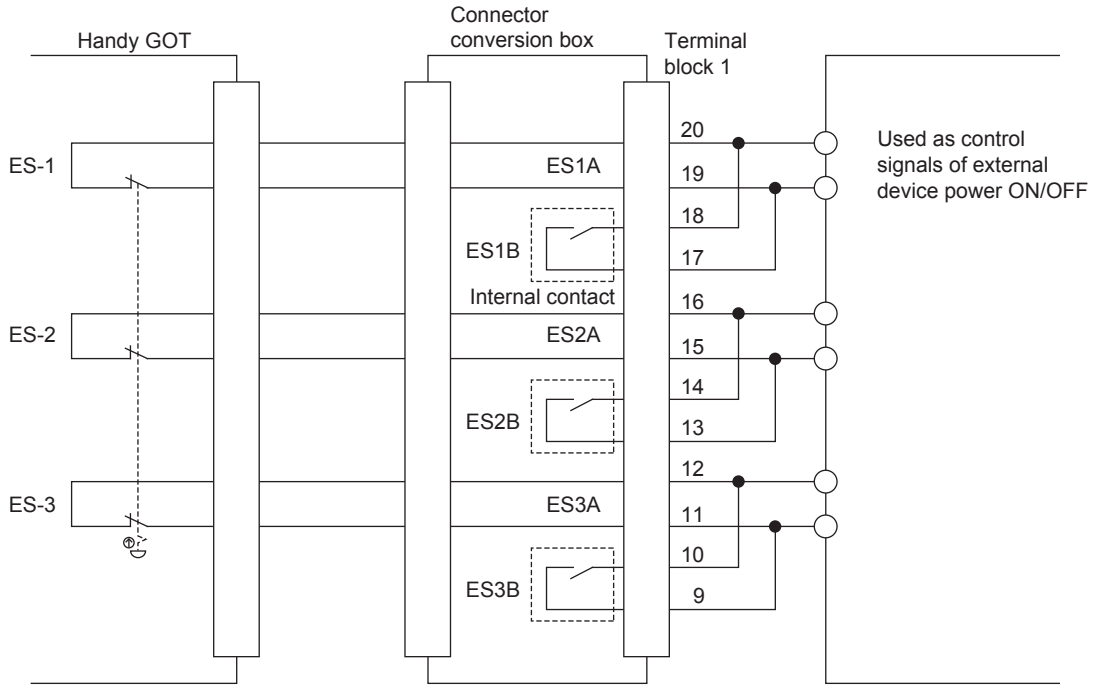 Handy GOT
Connector
conversion box
Terminal
block 1
ES-1
ES1A
20
19
18
17
ES1B
Used as control
signals of external
device power ON/OFF
Internal contact
ES-2
ES2A
16
15
14
13
ES2B
ES-3
ES3A
12
11
10
9
ES3B